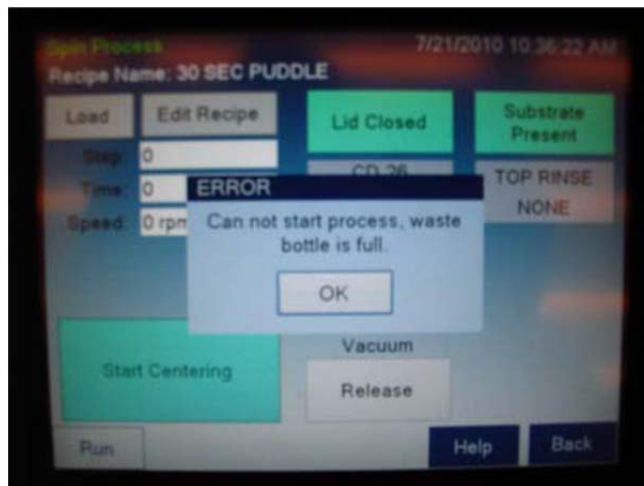 Spin Process
7/21/2010 10:36:22 AM
Recipe Name: 30 SEC PUDDLE
Load
Edit Recipe
Lid Closed
Substrate
Present
Step: 0
Time: 0
Speed: 0 rpm
CD-26
TOP RINSE
NONE
ERROR
Can not start process, waste
bottle is full.
OK
Start Centering
Vacuum
Release
Run
Help
Back